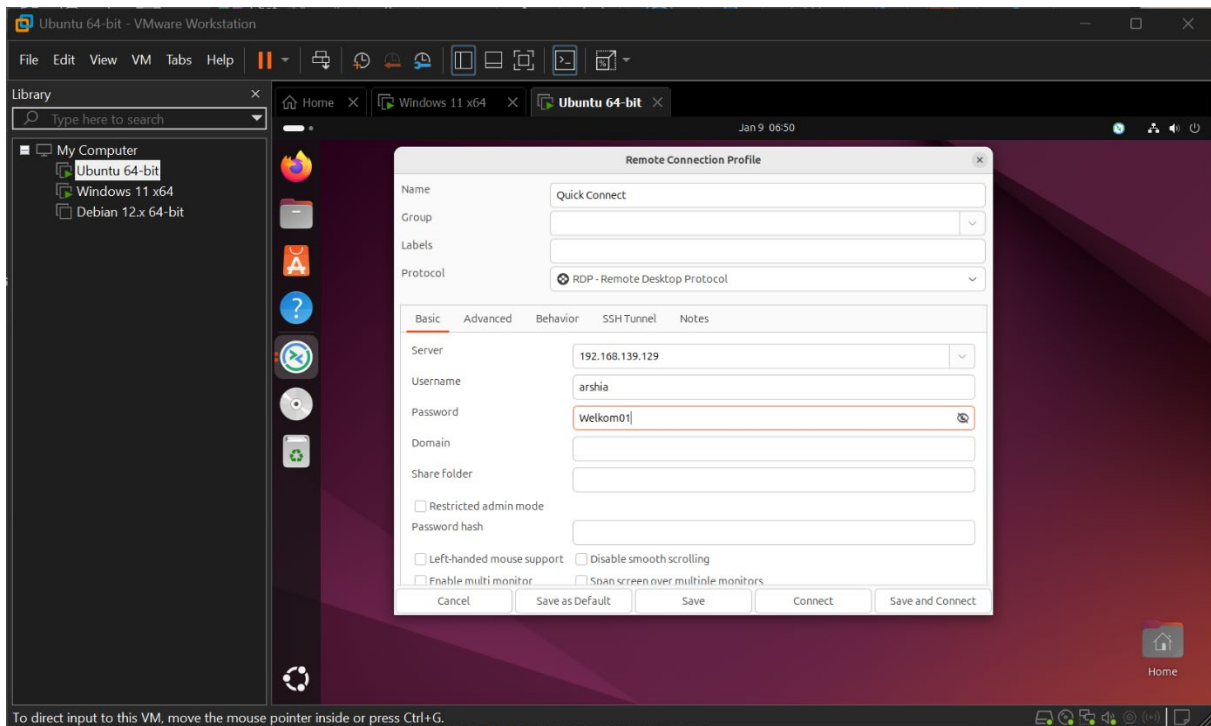 Ubuntu 64-bit - VMware Workstation
File Edit View VM Tabs Help
Library
Type here to search
My Computer
Ubuntu 64-bit
Windows 11 x64
Debian 12.x 64-bit
Home
Windows 11 x64
Ubuntu 64-bit
Jan 9 06:50
Remote Connection Profile
Name
Quick Connect
Group
Labels
Protocol
RDP - Remote Desktop Protocol
Basic Advanced Behavior SSH Tunnel Notes
Server
192.168.139.129
Username
arshia
Password
Welkom01
Domain
Share folder
Restricted admin mode
Password hash
Left-handed mouse support Disable smooth scrolling
Enable multi monitor Span screen over multiple monitors
Cancel Save as Default Save Connect Save and Connect
Home
To direct input to this VM, move the mouse pointer inside or press Ctrl+G.